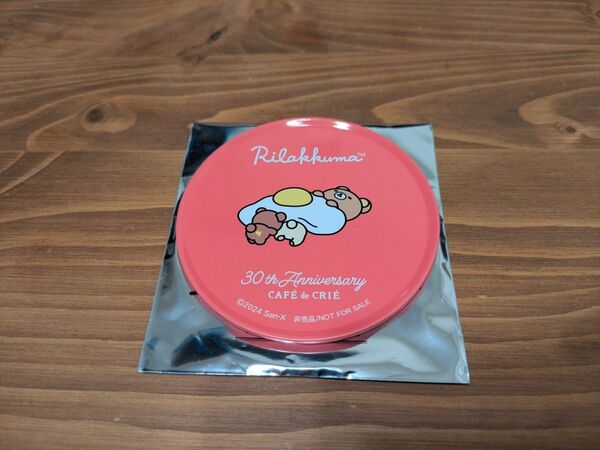 Rilakkuma™
30th Anniversary
CAFÉ de CRIÉ
©2024 San-X 非売品/NOT FOR SALE